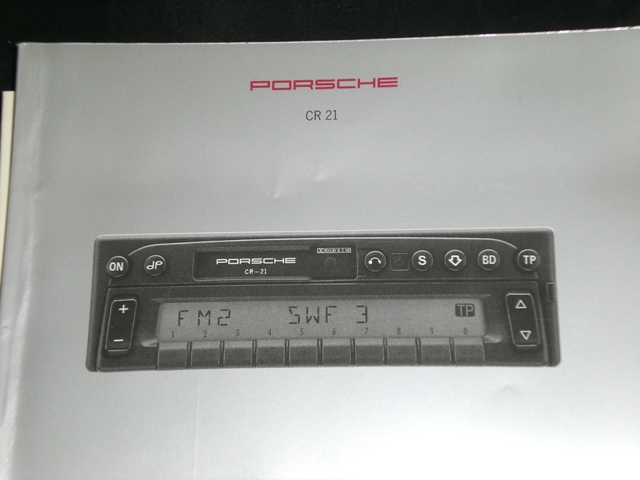 PORSCHE
CR 21
ON dP PORSCHE S BD TP
CR-21
+ FM2 SWF 3 TP
1 2 3 4 5 6 7 8 9 0
−